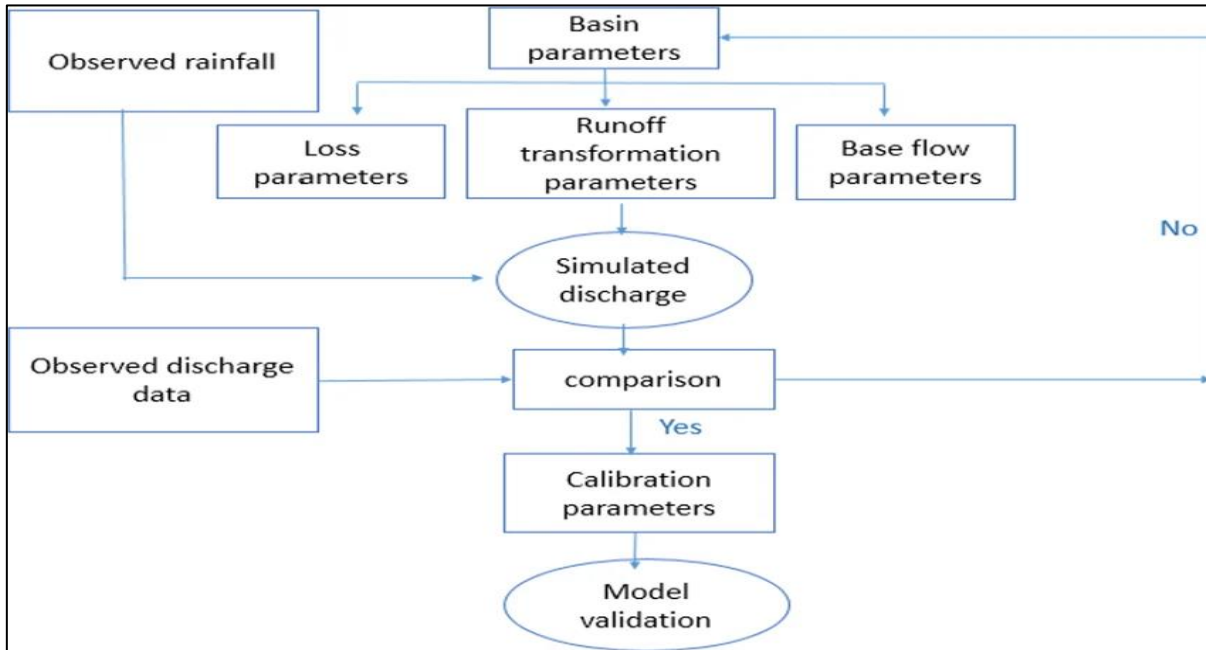 Basin
parameters
Observed rainfall
Loss
parameters
Runoff
transformation
parameters
Base flow
parameters
No
Simulated
discharge
Observed discharge
data
comparison
Yes
Calibration
parameters
Model
validation